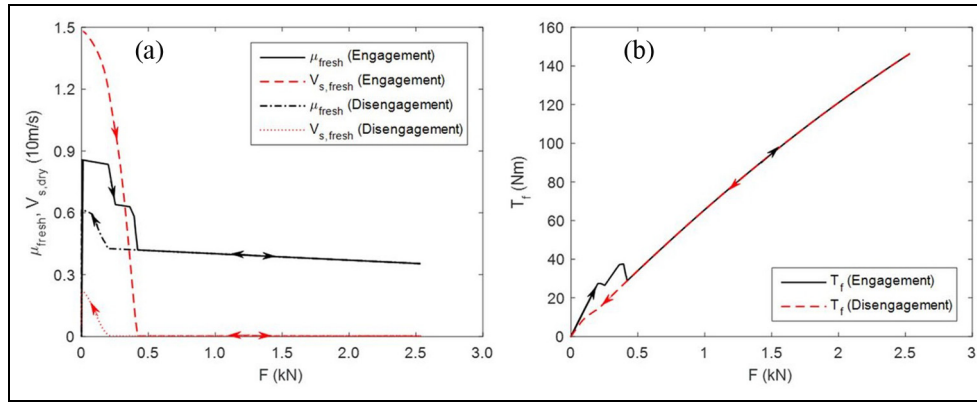 (a)
1.5
1.2
0.9
0.6
0.3
0
μfresh, Vs,dry (10m/s)
μfresh (Engagement)
Vs,fresh (Engagement)
μfresh (Disengagement)
Vs,fresh (Disengagement)
0 0.5 1.0 1.5 2.0 2.5 3.0
F (kN)
(b)
160
140
120
100
80
60
40
20
0
Tf (Nm)
Tf (Engagement)
Tf (Disengagement)
0 0.5 1 1.5 2 2.5 3
F (kN)